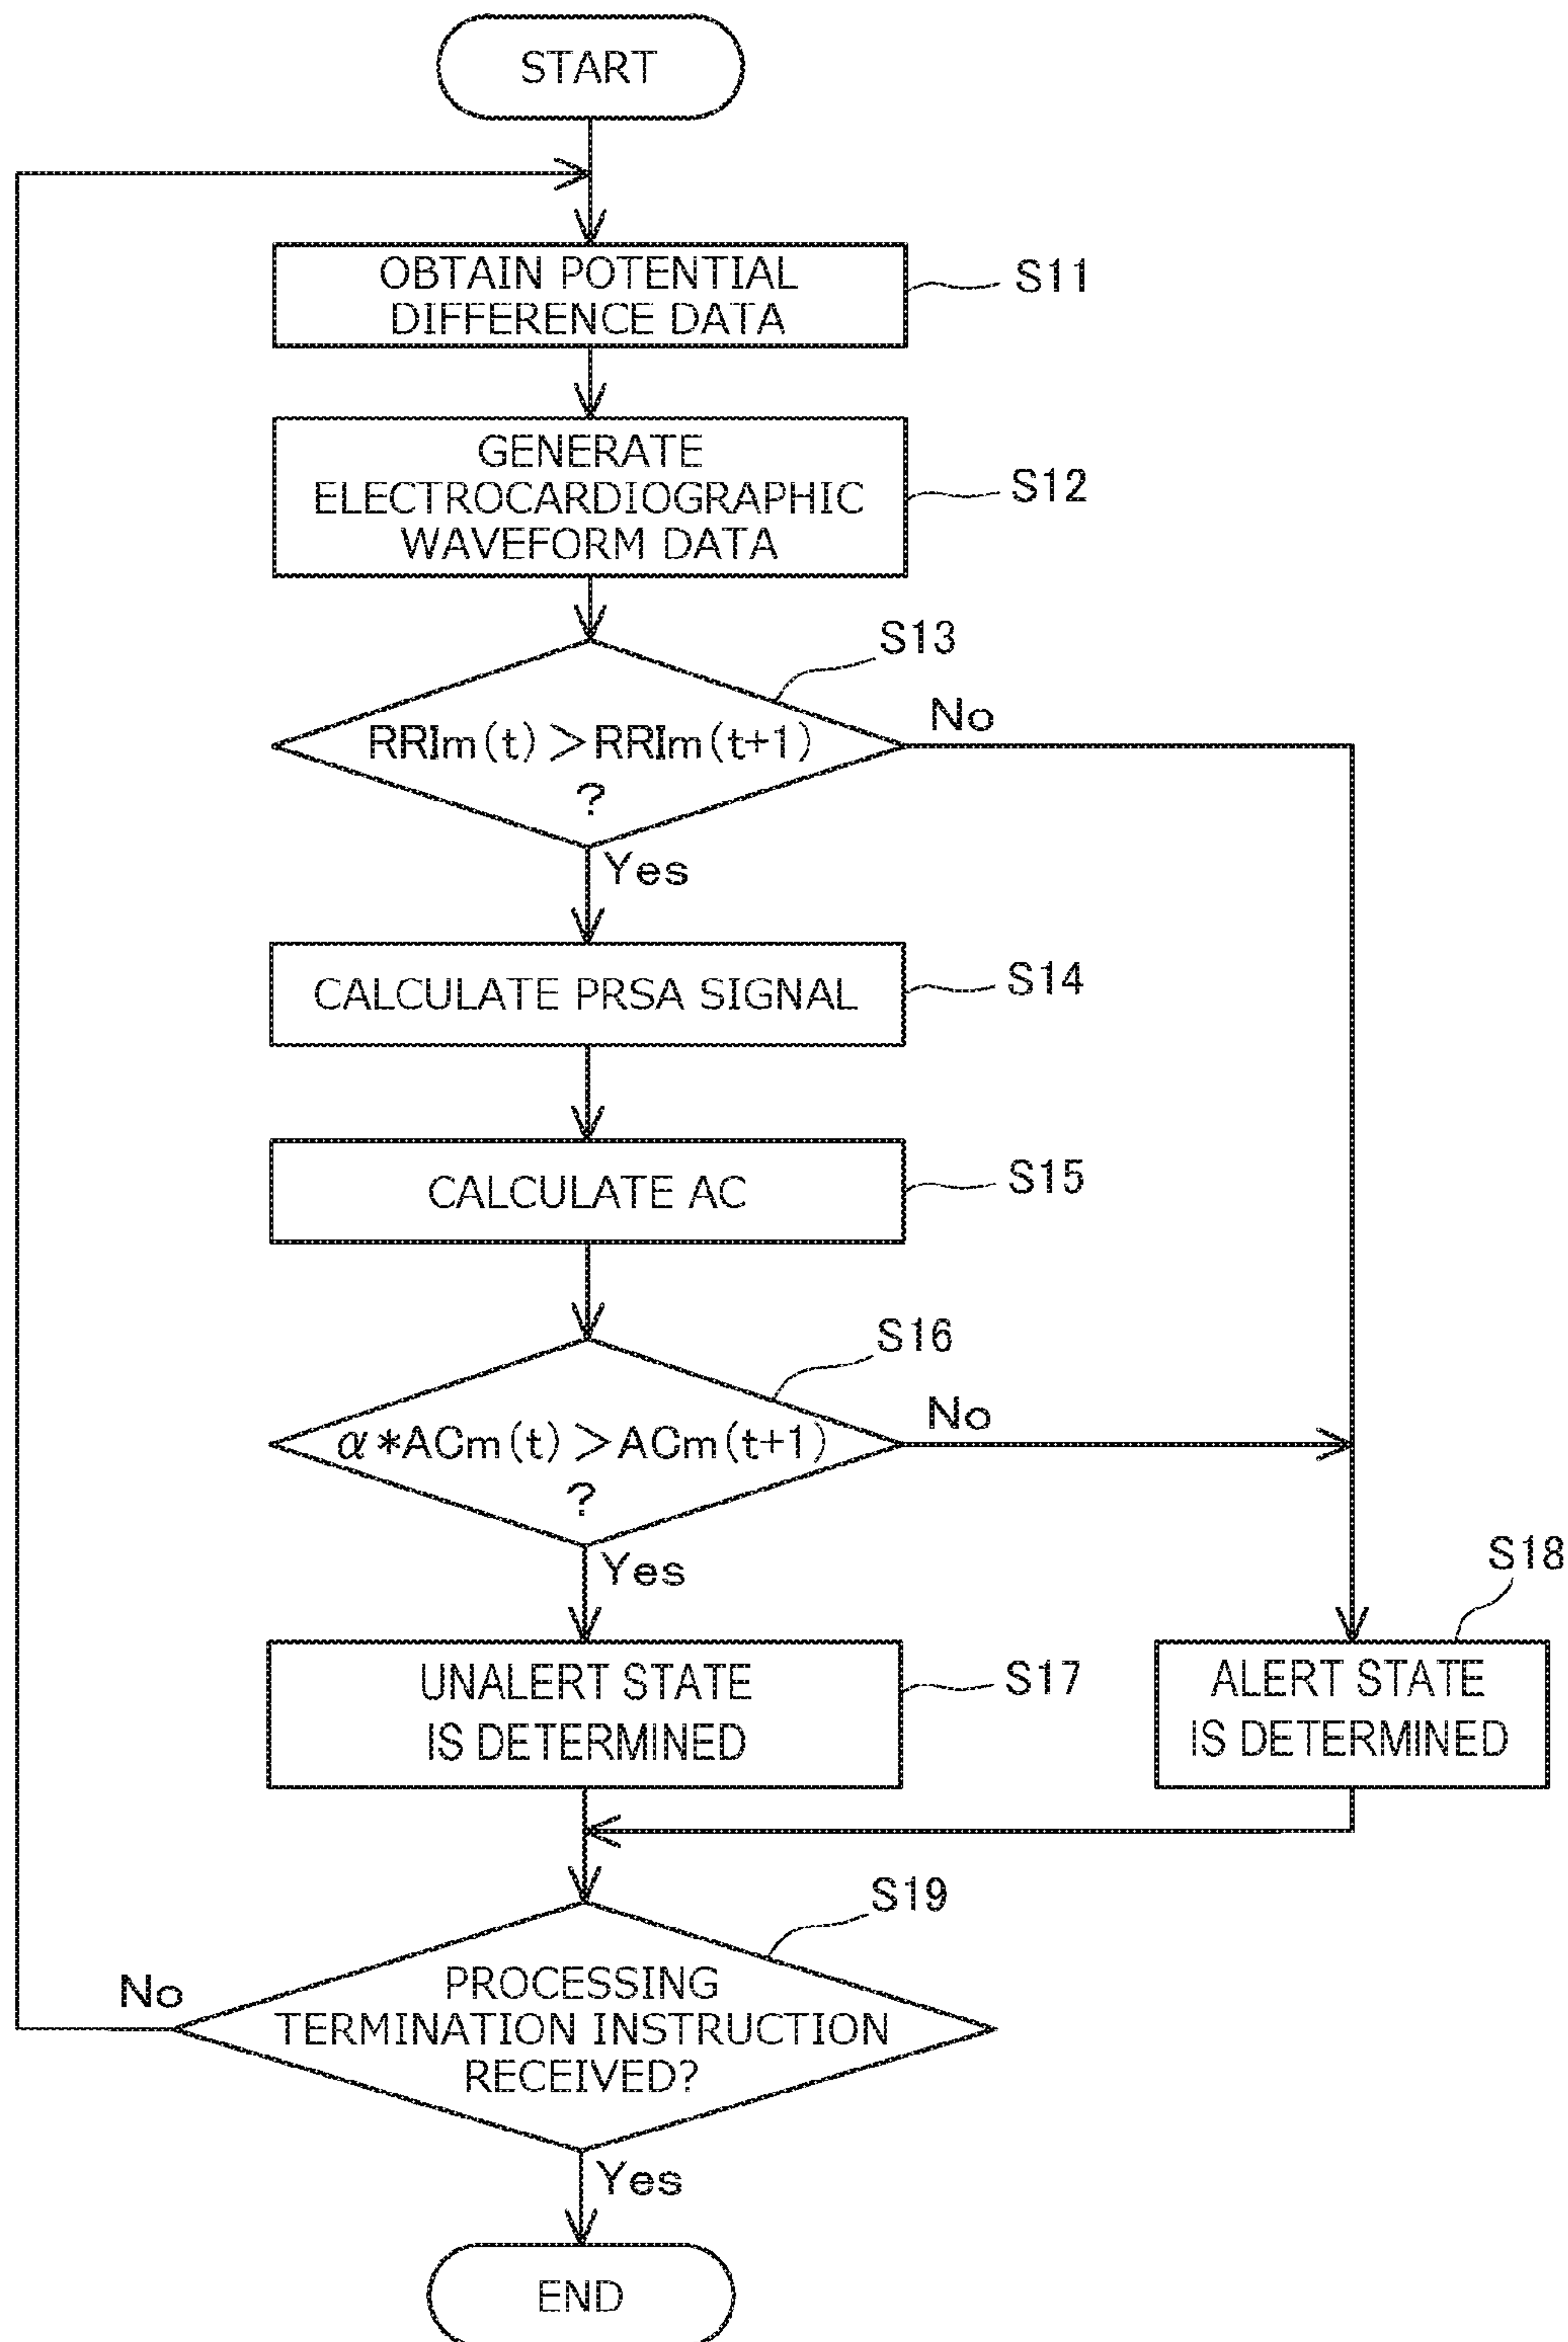 START
OBTAIN POTENTIAL
DIFFERENCE DATA
S11
GENERATE
ELECTROCARDIOGRAPHIC
WAVEFORM DATA
S12
S13
RRIm(t)>RRIm(t+1)
?
No
Yes
CALCULATE PRSA SIGNAL
S14
CALCULATE AC
S15
S16
α*ACm(t)>ACm(t+1)
?
No
Yes
UNALERT STATE
IS DETERMINED
S17
S18
ALERT STATE
IS DETERMINED
S19
PROCESSING
TERMINATION INSTRUCTION
RECEIVED?
No
Yes
END